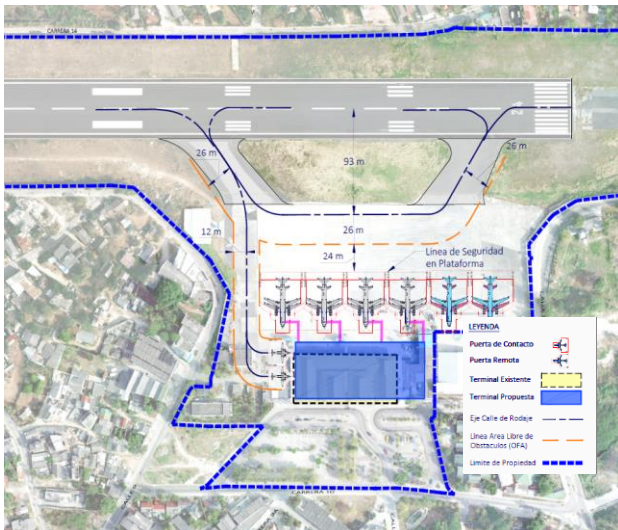 CARRERA 14
26 m
26 m
93 m
12 m
26 m
24 m
Linea de Seguridad
en Plataforma
LEYENDA
Puerta de Contacto
Puerta Remota
Terminal Existente
Terminal Propuesta
Eje Calle de Rodaje
Linea Area Libre de
Obstaculos (OFA)
Limite de Propiedad
CARRERA 10